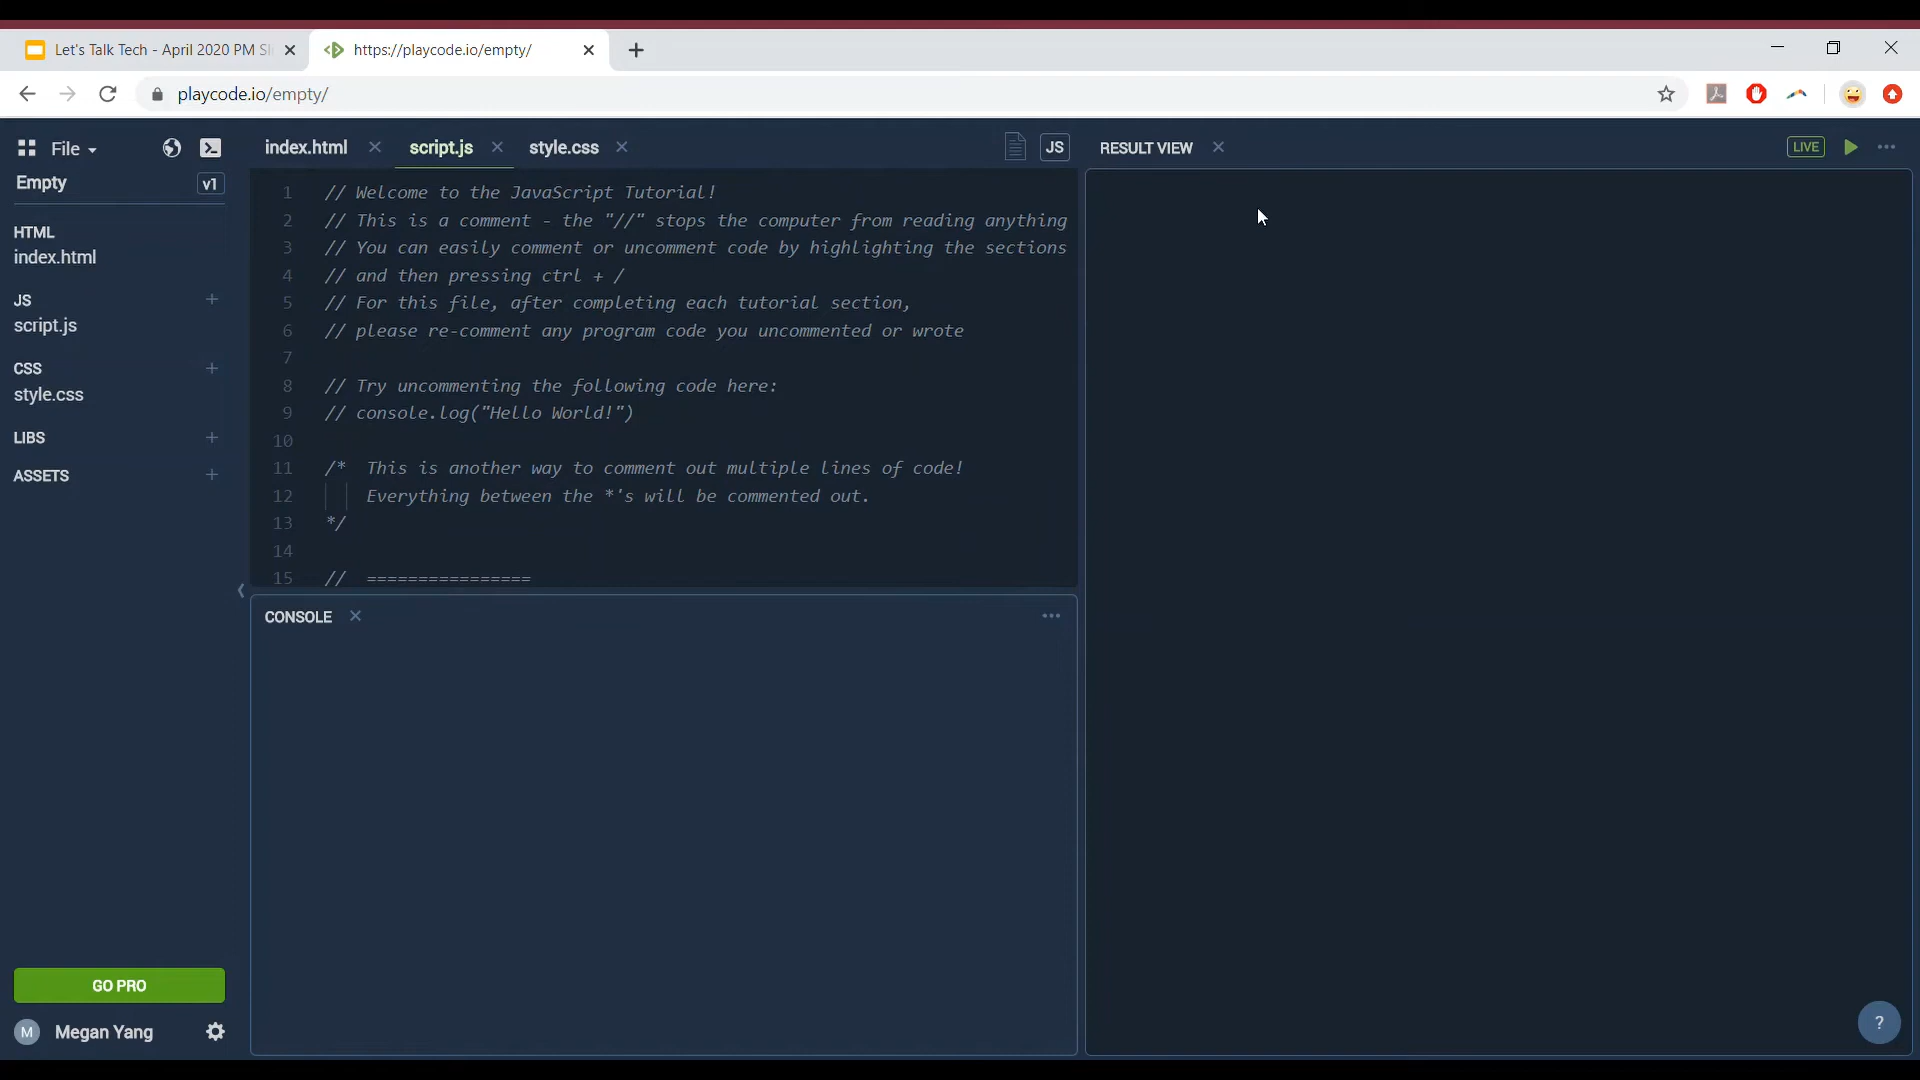 Let's Talk Tech - April 2020 PM Sl
https://playcode.io/empty/
playcode.io/empty/
File
Empty
v1
HTML
index.html
JS
script.js
CSS
style.css
LIBS
ASSETS
GO PRO
M
Megan Yang
index.html
script.js
style.css
JS
1 // Welcome to the JavaScript Tutorial!
2 // This is a comment - the "//" stops the computer from reading anything
3 // You can easily comment or uncomment code by highlighting the sections
4 // and then pressing ctrl + /
5 // For this file, after completing each tutorial section,
6 // please re-comment any program code you uncommented or wrote
7
8 // Try uncommenting the following code here:
9 // console.log("Hello World!")
10
11 /* This is another way to comment out multiple lines of code!
12 Everything between the *'s will be commented out.
13 */
14
15 // ================
CONSOLE
RESULT VIEW
LIVE
?